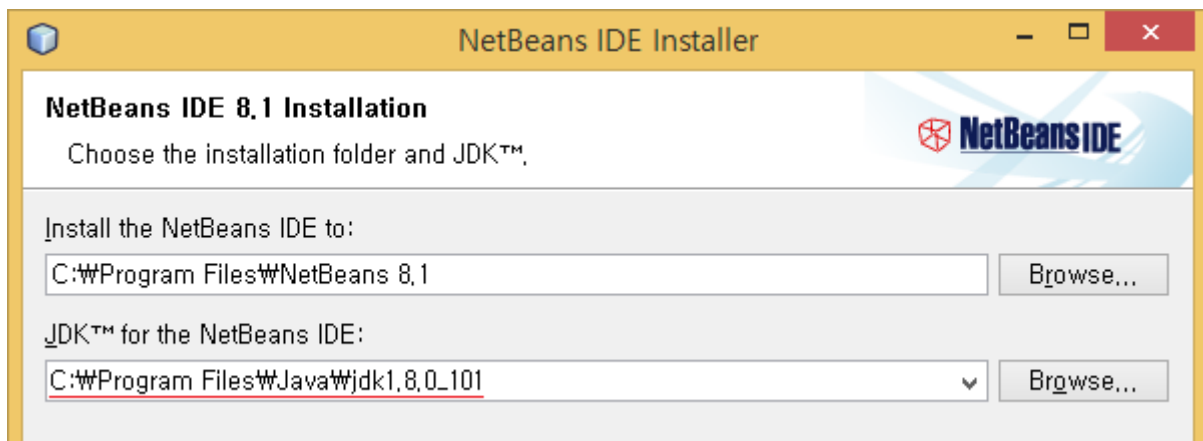 NetBeans IDE Installer
NetBeans IDE 8.1 Installation
Choose the installation folder and JDK™.
NetBeans IDE
Install the NetBeans IDE to:
C:₩Program Files₩NetBeans 8.1
Browse...
JDK™ for the NetBeans IDE:
C:₩Program Files₩Java₩jdk1.8.0_101
Browse...